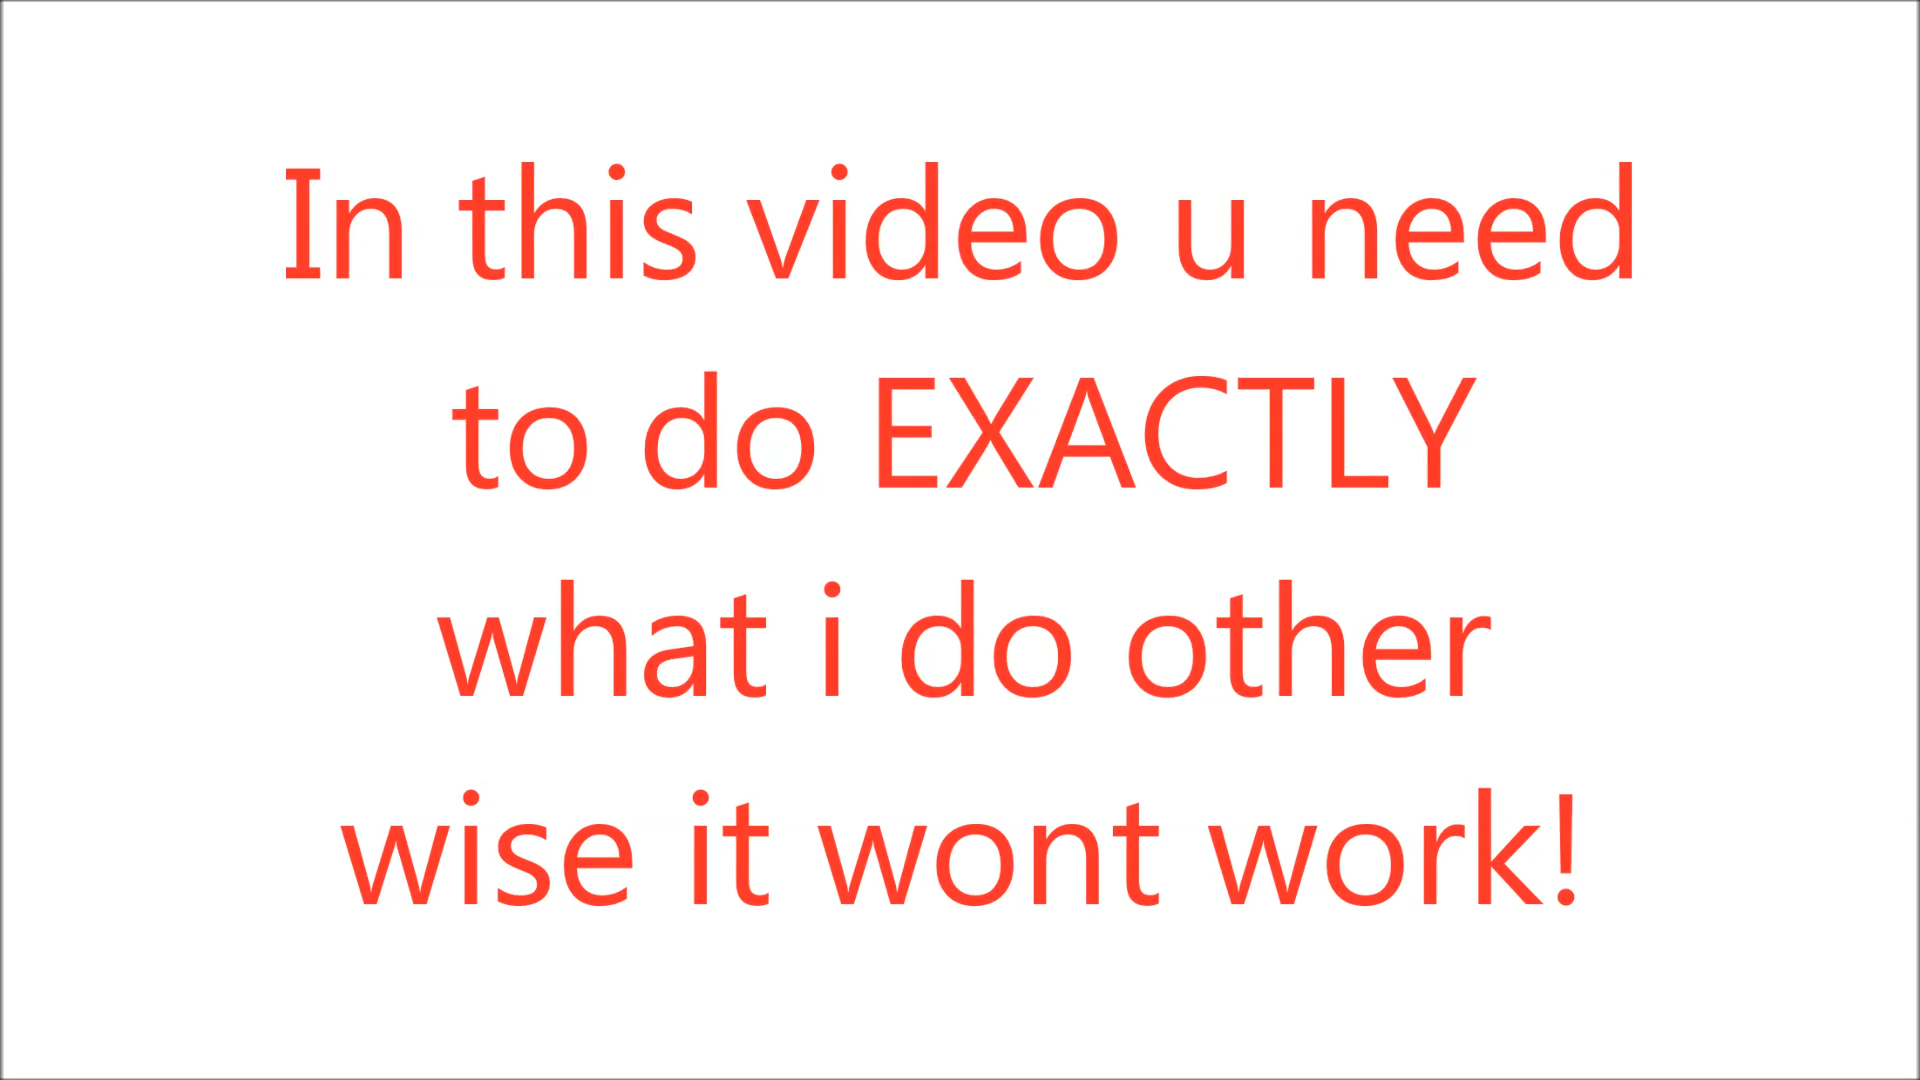 In this video u need
to do EXACTLY
what i do other
wise it wont work!